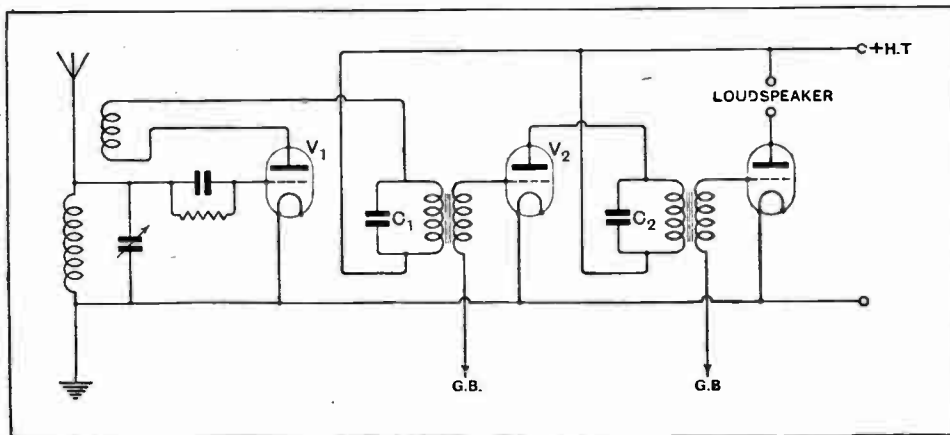 C+H.T
LOUDSPEAKER
V1
V2
C1
C2
G.B.
G.B